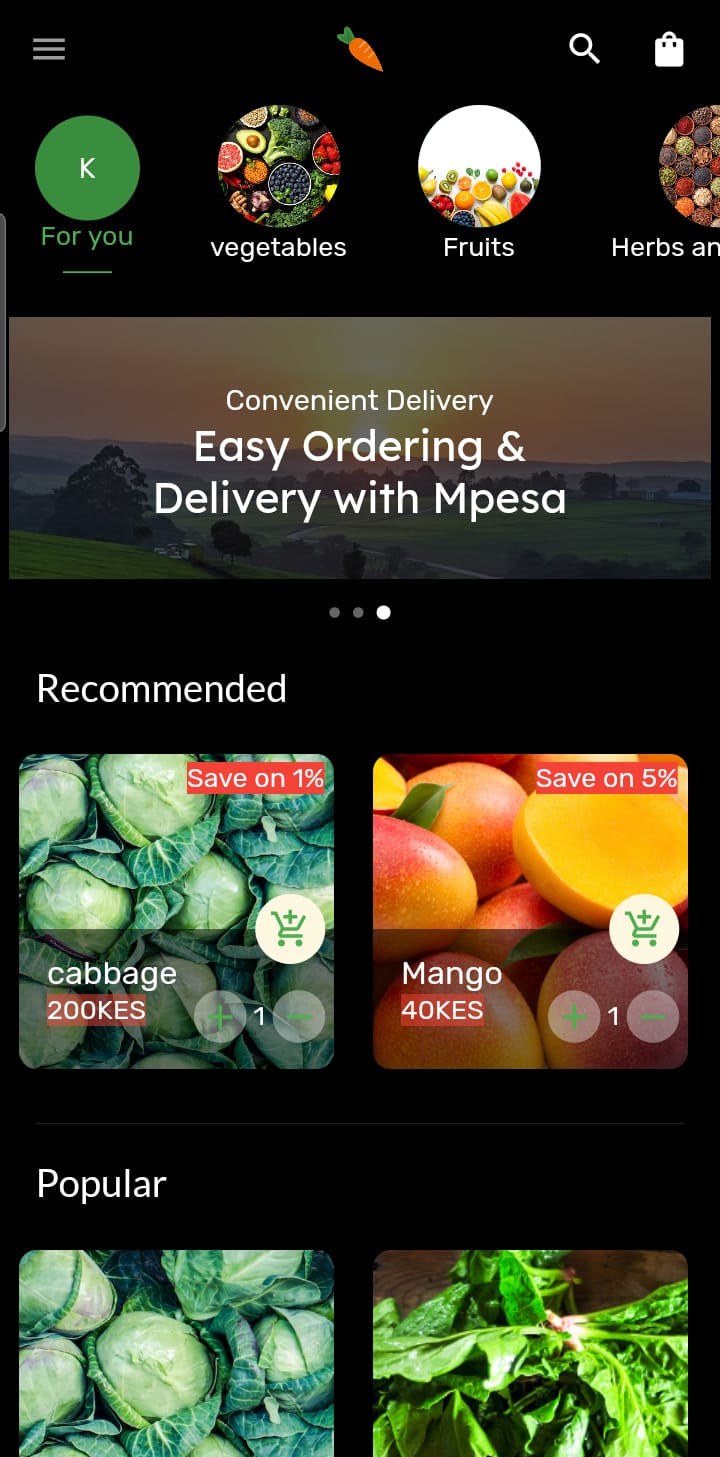 K
For you
vegetables
Fruits
Herbs an
Convenient Delivery
Easy Ordering &
Delivery with Mpesa
Recommended
Save on 1%
Save on 5%
cabbage
200KES
1
Mango
40KES
1
Popular